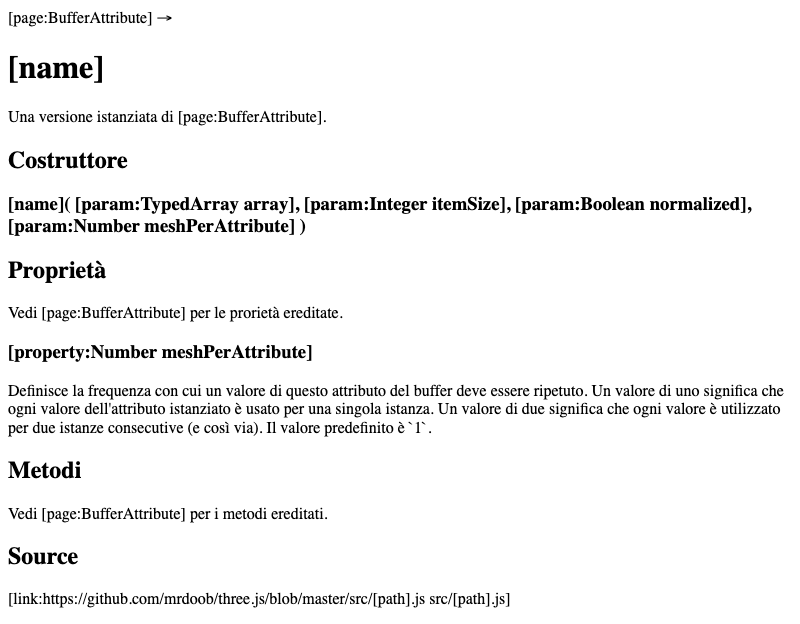 [page:BufferAttribute] →
[name]
Una versione istanziata di [page:BufferAttribute].
Costruttore
[name]( [param:TypedArray array], [param:Integer itemSize], [param:Boolean normalized],
[param:Number meshPerAttribute] )
Proprietà
Vedi [page:BufferAttribute] per le prorietà ereditate.
[property:Number meshPerAttribute]
Definisce la frequenza con cui un valore di questo attributo del buffer deve essere ripetuto. Un valore di uno significa che
ogni valore dell'attributo istanziato è usato per una singola istanza. Un valore di due significa che ogni valore è utilizzato
per due istanze consecutive (e così via). Il valore predefinito è `1`.
Metodi
Vedi [page:BufferAttribute] per i metodi ereditati.
Source
[link:https://github.com/mrdoob/three.js/blob/master/src/[path].js src/[path].js]